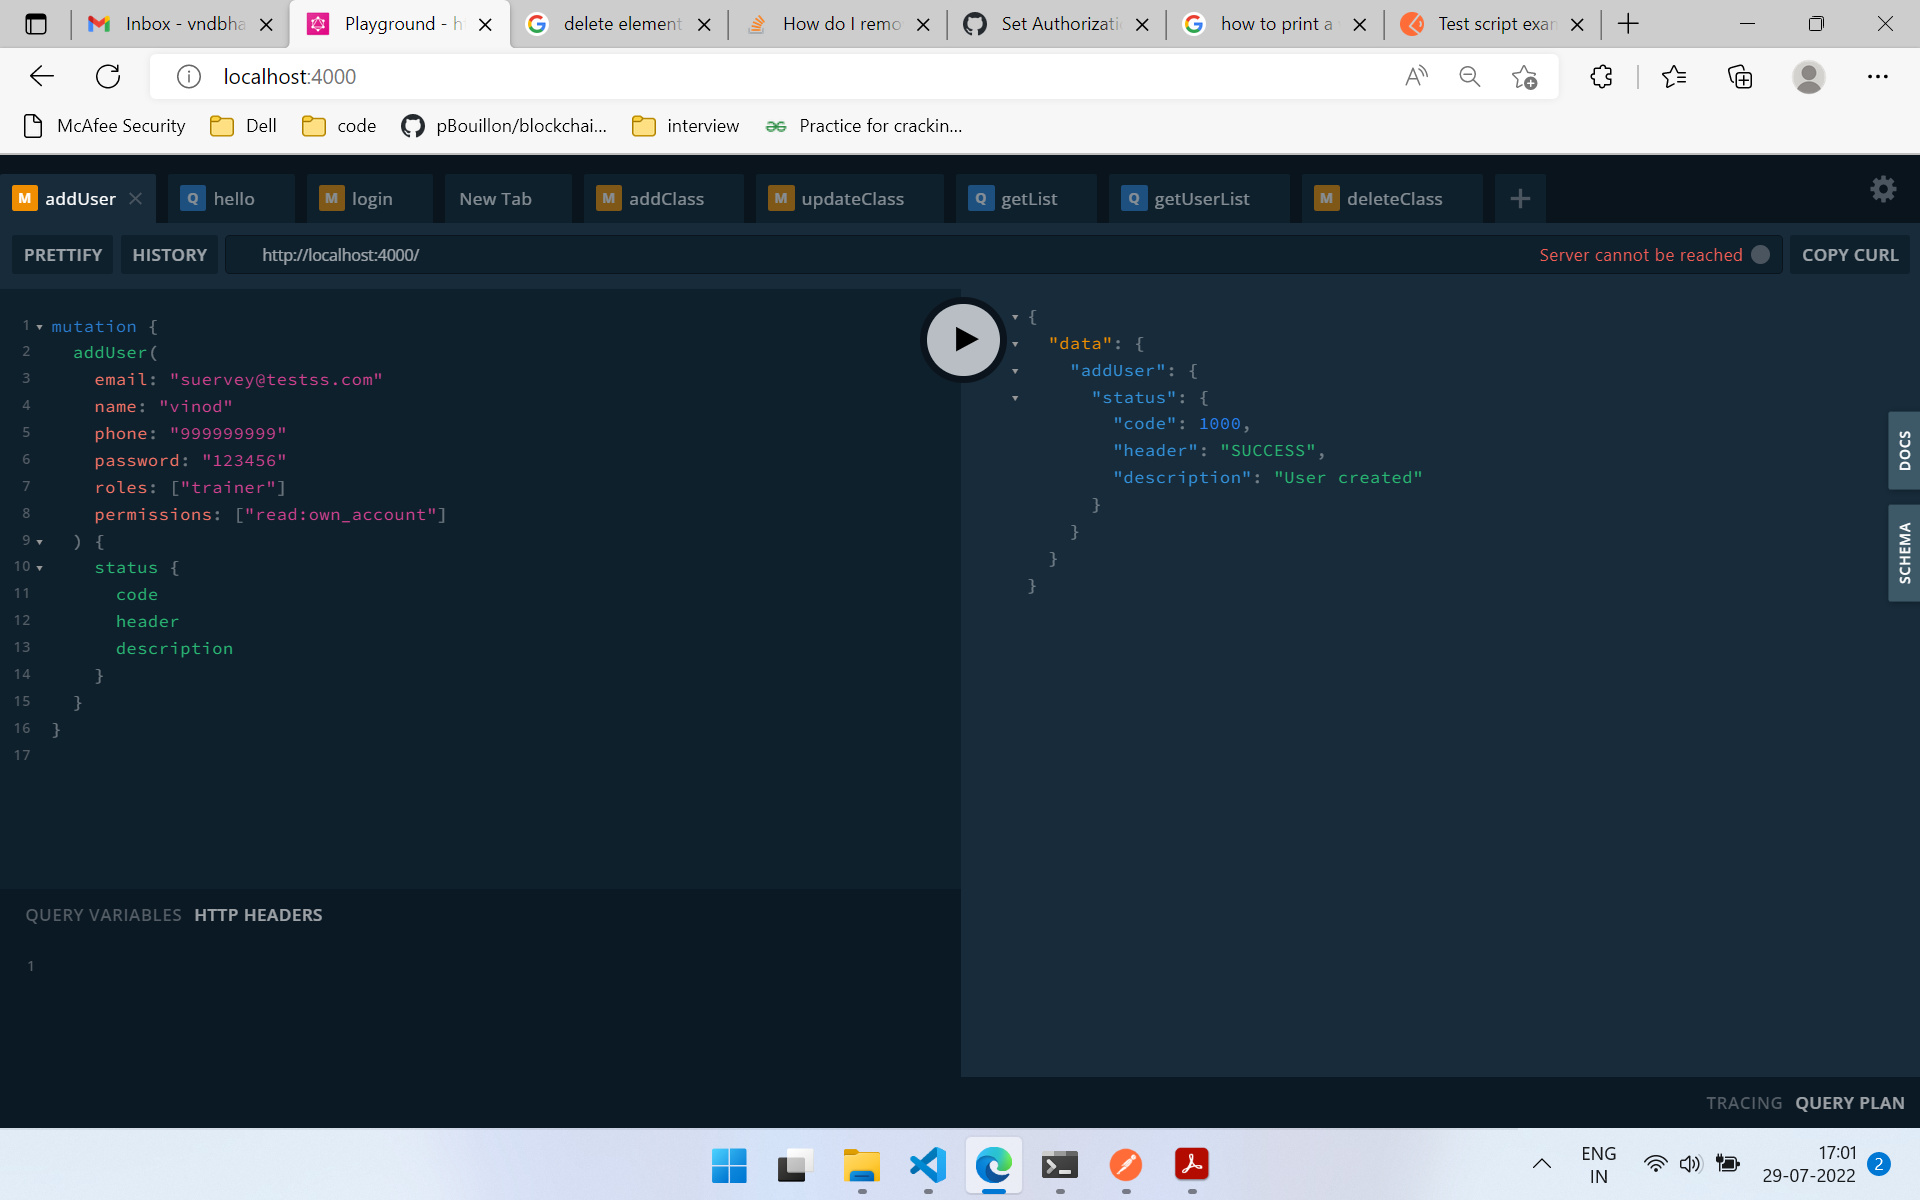 Inbox - vndbha
Playground - h
delete element
How do I remo
Set Authorizati
how to print a
Test script exam
localhost:4000
McAfee Security
Dell
code
pBouillon/blockchai...
interview
Practice for crackin...
M addUser
Q hello
M login
New Tab
M addClass
M updateClass
Q getList
Q getUserList
M deleteClass
PRETTIFY
HISTORY
http://localhost:4000/
Server cannot be reached
COPY CURL
1 mutation {
2 addUser(
3 email: "suervey@testss.com"
4 name: "vinod"
5 phone: "999999999"
6 password: "123456"
7 roles: ["trainer"]
8 permissions: ["read:own_account"]
9 ) {
10 status {
11 code
12 header
13 description
14 }
15 }
16 }
17
{
"data": {
"addUser": {
"status": {
"code": 1000,
"header": "SUCCESS",
"description": "User created"
}
}
}
}
DOCS
SCHEMA
QUERY VARIABLES
HTTP HEADERS
1
TRACING
QUERY PLAN
ENG
IN
17:01
29-07-2022
2